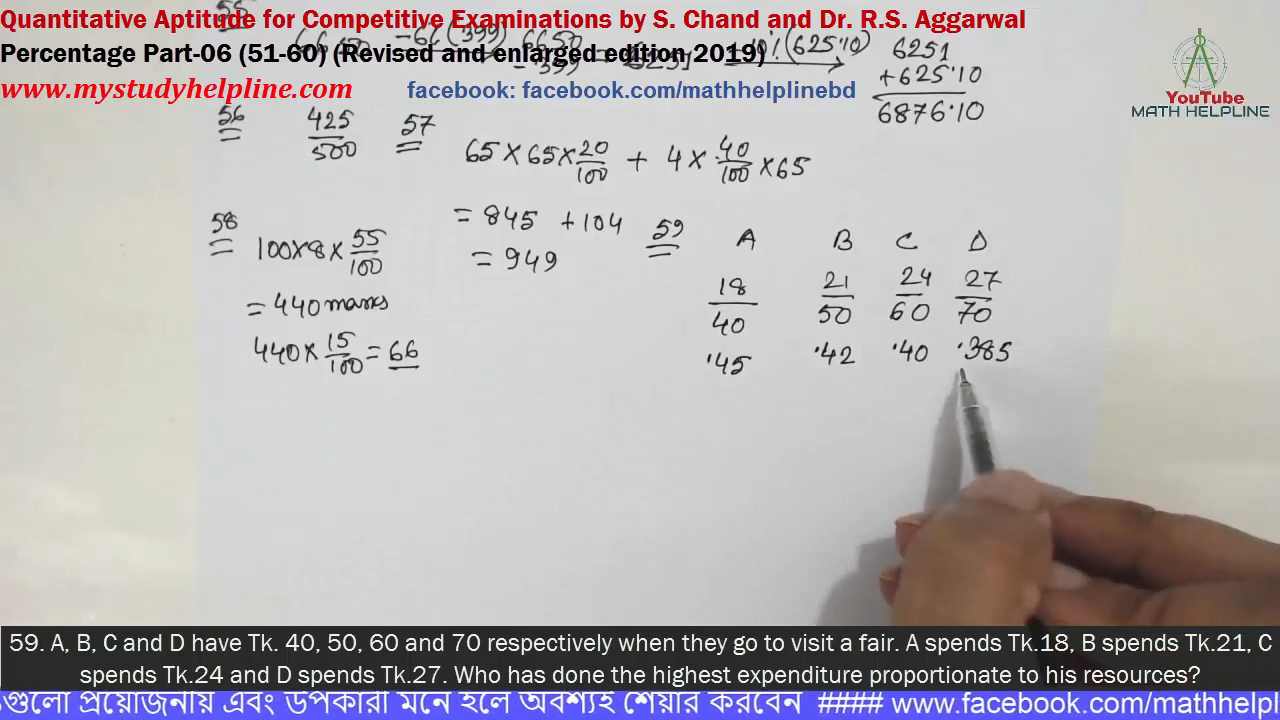 Quantitative Aptitude for Competitive Examinations by S. Chand and Dr. R.S. Aggarwal
Percentage Part-06 (51-60) (Revised and enlarged edition 2019)
www.mystudyhelpline.com
facebook: facebook.com/mathhelplinebd
YouTube
MATH HELPLINE
55
6650
- 399
6251
+625·10
6876·10
56
425
500
57
65×65×20/100 + 4×40/100×65
= 845 +104
= 949
58
100×8×55/100
= 440 marks
440×15/100=66
59
A B C D
18/40 21/50 24/60 27/70
·45 ·42 ·40 ·385
59. A, B, C and D have Tk. 40, 50, 60 and 70 respectively when they go to visit a fair. A spends Tk.18, B spends Tk.21, C
spends Tk.24 and D spends Tk.27. Who has done the highest expenditure proportionate to his resources?
গুলো প্রয়োজনীয় এবং উপকারী মনে হলে অবশ্যই শেয়ার করবেন #### www.facebook.com/mathhelpl